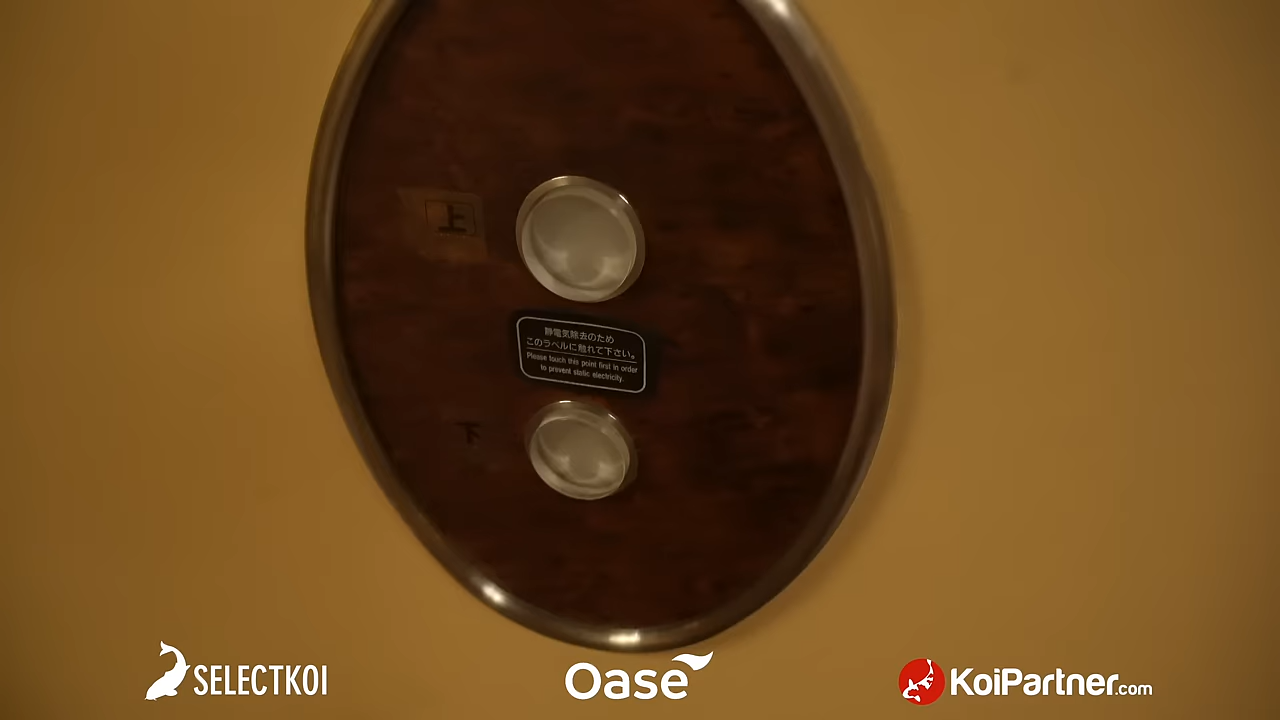 上
静電気除去のため
このラベルに触れて下さい。
Please touch this point first in order
to prevent static electricity.
下
SELECTKOI
Oase
KoiPartner.com